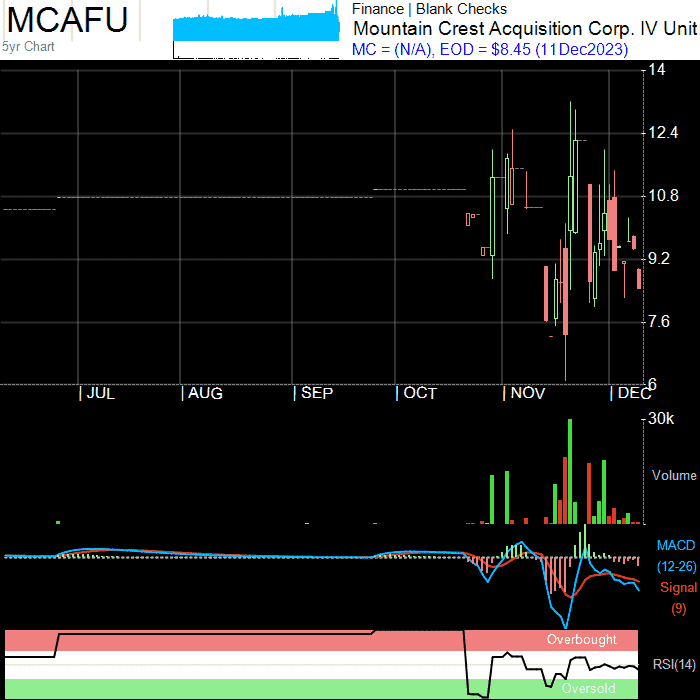 MCAFU
5yr Chart
Finance | Blank Checks
Mountain Crest Acquisition Corp. IV Unit
MC = (N/A), EOD = $8.45 (11Dec2023)
14
12.4
10.8
9.2
7.6
6
| JUL | AUG | SEP | OCT | NOV | DEC
30k
Volume
MACD
(12-26)
Signal
(9)
Overbought
RSI(14)
Oversold